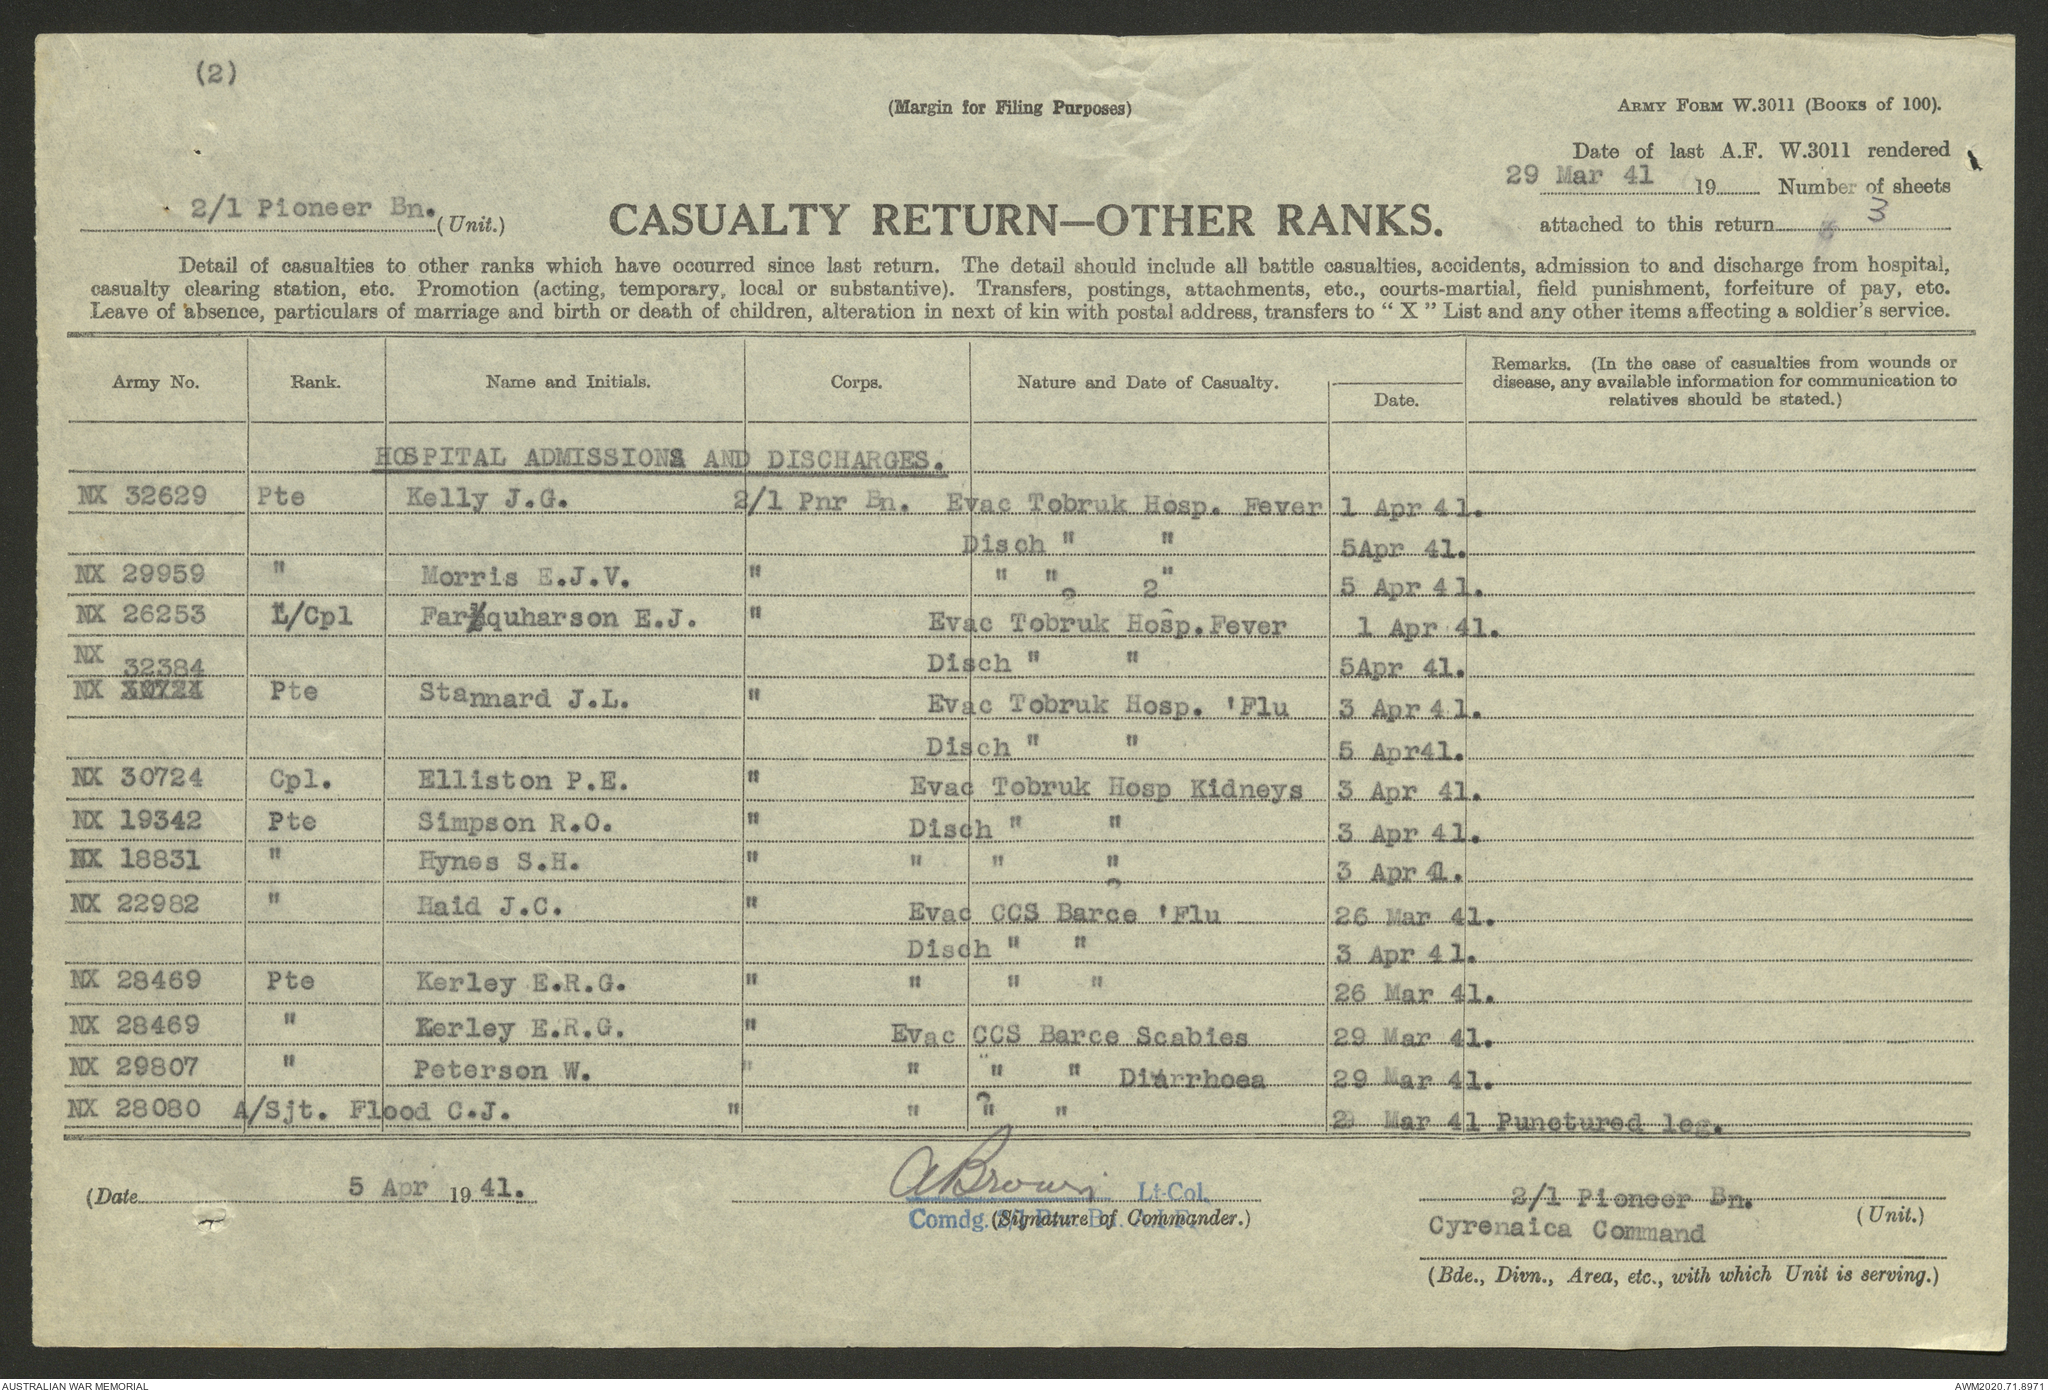 (2)
(Margin for Filing Purposes)
ARMY FORM W.3011 (Books of 100).
Date of last A.F. W.3011 rendered
29 Mar 41 19 Number of sheets
attached to this return 3
2/1 Pioneer Bn. (Unit.)
CASUALTY RETURN—OTHER RANKS.
Detail of casualties to other ranks which have occurred since last return. The detail should include all battle casualties, accidents, admission to and discharge from hospital,
casualty clearing station, etc. Promotion (acting, temporary, local or substantive). Transfers, postings, attachments, etc., courts-martial, field punishment, forfeiture of pay, etc.
Leave of absence, particulars of marriage and birth or death of children, alteration in next of kin with postal address, transfers to "X" List and any other items affecting a soldier's service.
Army No. Rank. Name and Initials. Corps. Nature and Date of Casualty. Date. Remarks. (In the case of casualties from wounds or
disease, any available information for communication to
relatives should be stated.)
HOSPITAL ADMISSIONS AND DISCHARGES.
NX 32629 Pte Kelly J.G. 2/1 Pnr Bn. Evac Tobruk Hosp. Fever 1 Apr 41.
Disch " " 5Apr 41.
NX 29959 " Morris E.J.V. " " " ? 2" 5 Apr 41.
NX 26253 L/Cpl Farquharson E.J. " Evac Tobruk Hosp.Fever 1 Apr 41.
NX 32384 Disch " " 5Apr 41.
NX 30724 Pte Stannard J.L. " Evac Tobruk Hosp. 'Flu 3 Apr 41.
Disch " " 5 Apr41.
NX 30724 Cpl. Elliston P.E. " Evac Tobruk Hosp Kidneys 3 Apr 41.
NX 19342 Pte Simpson R.O. " Disch " " 3 Apr 41.
NX 18831 " Hynes S.H. " " " " ? 3 Apr 41.
NX 22982 " Haid J.C. " Evac CCS Barce 'Flu 26 Mar 41.
Disch " " 3 Apr 41.
NX 28469 Pte Kerley E.R.G. " " " " 26 Mar 41.
NX 28469 " Kerley E.R.G. " Evac CCS Barce Scabies 29 Mar 41.
NX 29807 " Peterson W. " " " " Diarrhoea 29 Mar 41.
NX 28080 A/Sjt. Flood C.J. " " ? " " Mar 41 Punctured leg.
(Date 5 Apr 19 41.
ABrown Lt-Col.
Comdg. (Signature of Commander.)
2/1 Pioneer Bn. (Unit.)
Cyrenaica Command
(Bde., Divn., Area, etc., with which Unit is serving.)
AUSTRALIAN WAR MEMORIAL
AWM2020.71.8971